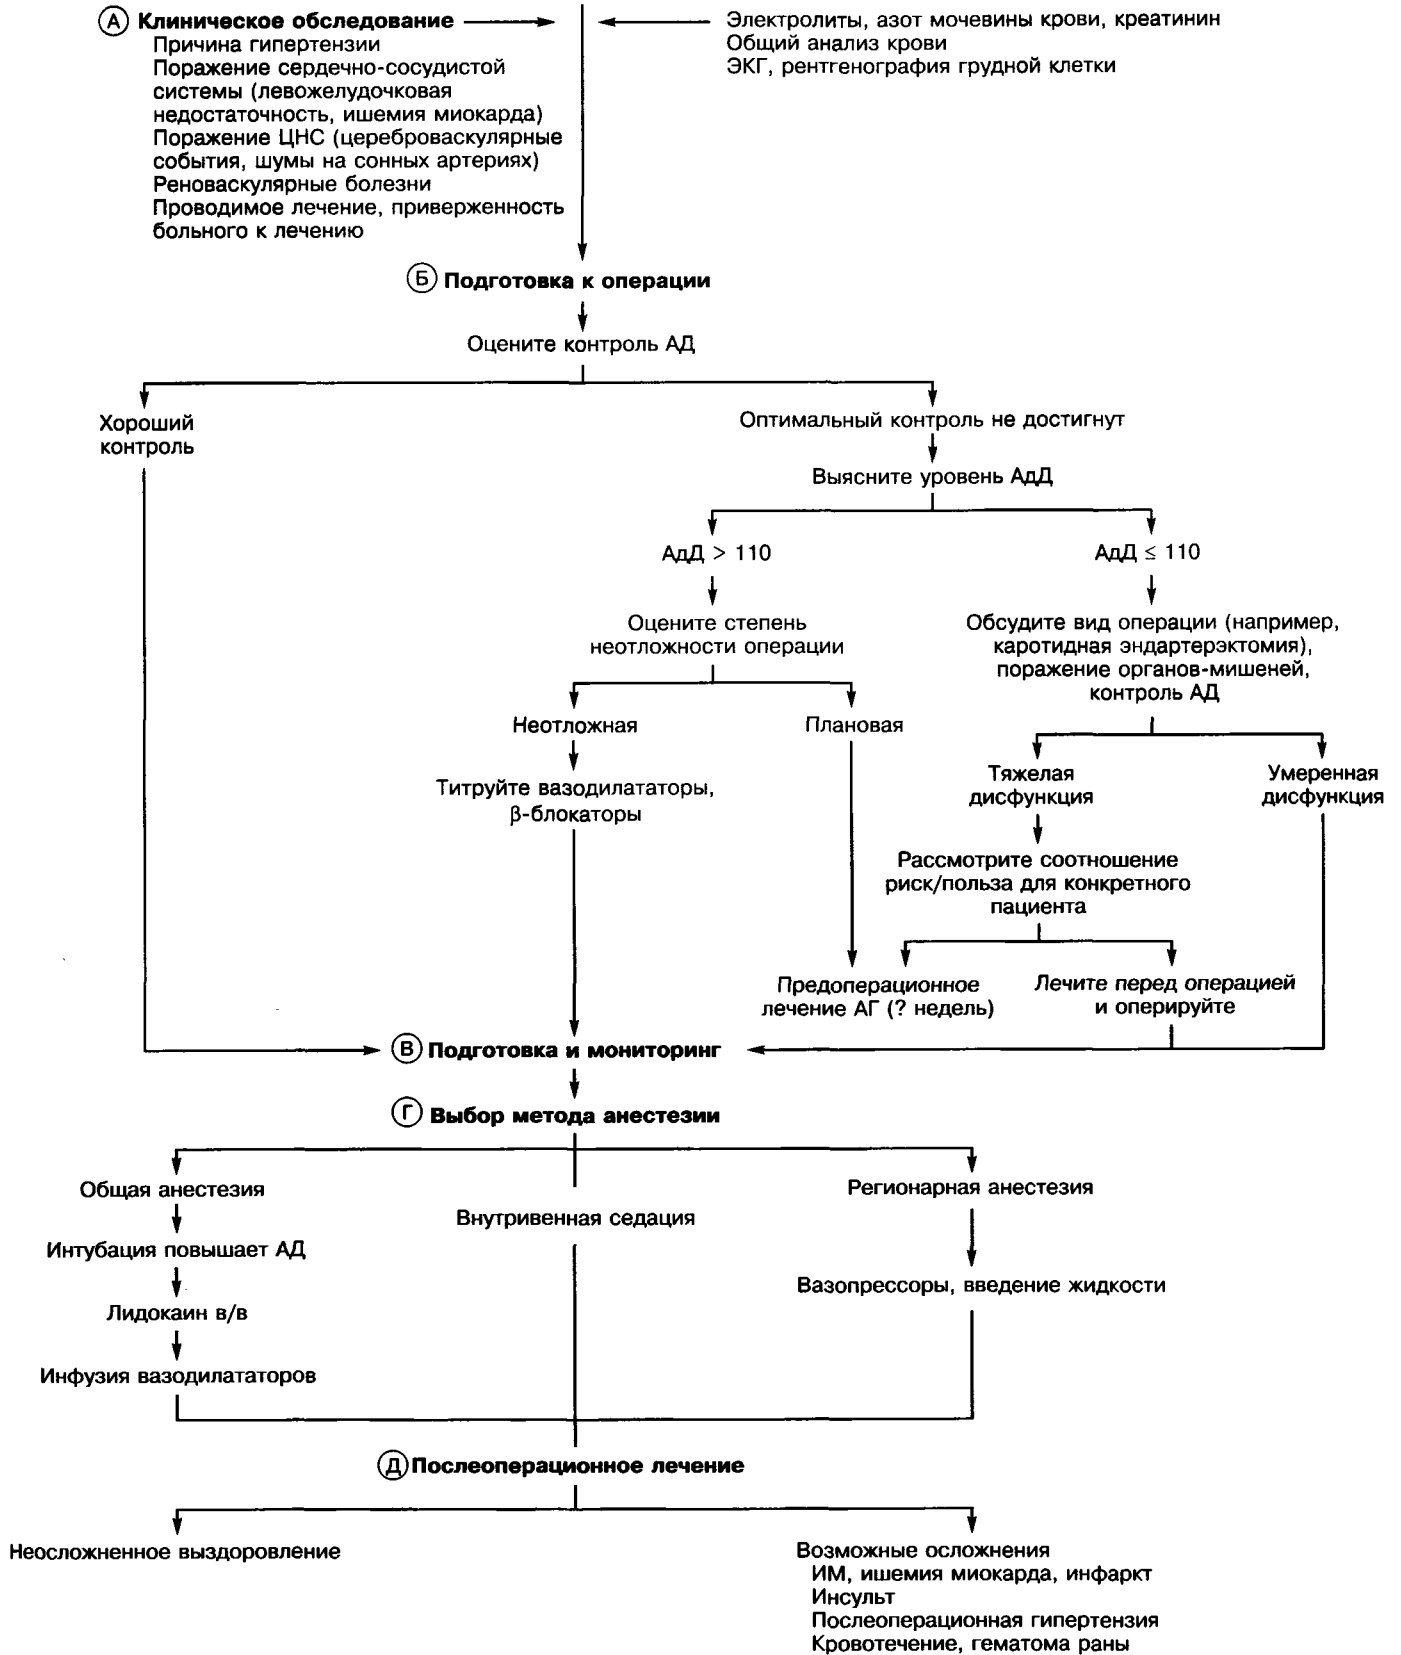 А Клиническое обследование
Причина гипертензии
Поражение сердечно-сосудистой
системы (левожелудочковая
недостаточность, ишемия миокарда)
Поражение ЦНС (цереброваскулярные
события, шумы на сонных артериях)
Реноваскулярные болезни
Проводимое лечение, приверженность
больного к лечению
Электролиты, азот мочевины крови, креатинин
Общий анализ крови
ЭКГ, рентгенография грудной клетки
Б Подготовка к операции
Оцените контроль АД
Хороший
контроль
Оптимальный контроль не достигнут
Выясните уровень АдД
АдД > 110
АдД ≤ 110
Оцените степень
неотложности операции
Обсудите вид операции (например,
каротидная эндартерэктомия),
поражение органов-мишеней,
контроль АД
Неотложная
Плановая
Титруйте вазодилататоры,
β-блокаторы
Тяжелая
дисфункция
Умеренная
дисфункция
Рассмотрите соотношение
риск/польза для конкретного
пациента
Предоперационное
лечение АГ (? недель)
Лечите перед операцией
и оперируйте
В Подготовка и мониторинг
Г Выбор метода анестезии
Общая анестезия
Интубация повышает АД
Лидокаин в/в
Инфузия вазодилататоров
Внутривенная седация
Регионарная анестезия
Вазопрессоры, введение жидкости
Д Послеоперационное лечение
Неосложненное выздоровление
Возможные осложнения
ИМ, ишемия миокарда, инфаркт
Инсульт
Послеоперационная гипертензия
Кровотечение, гематома раны